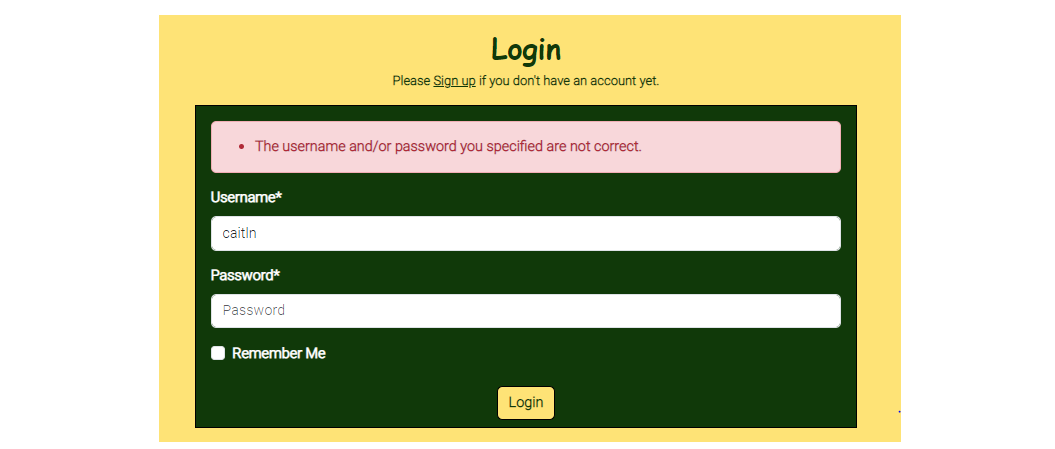 Login
Please Sign up if you don't have an account yet.
The username and/or password you specified are not correct.
Username*
caitln
Password*
Password
Remember Me
Login